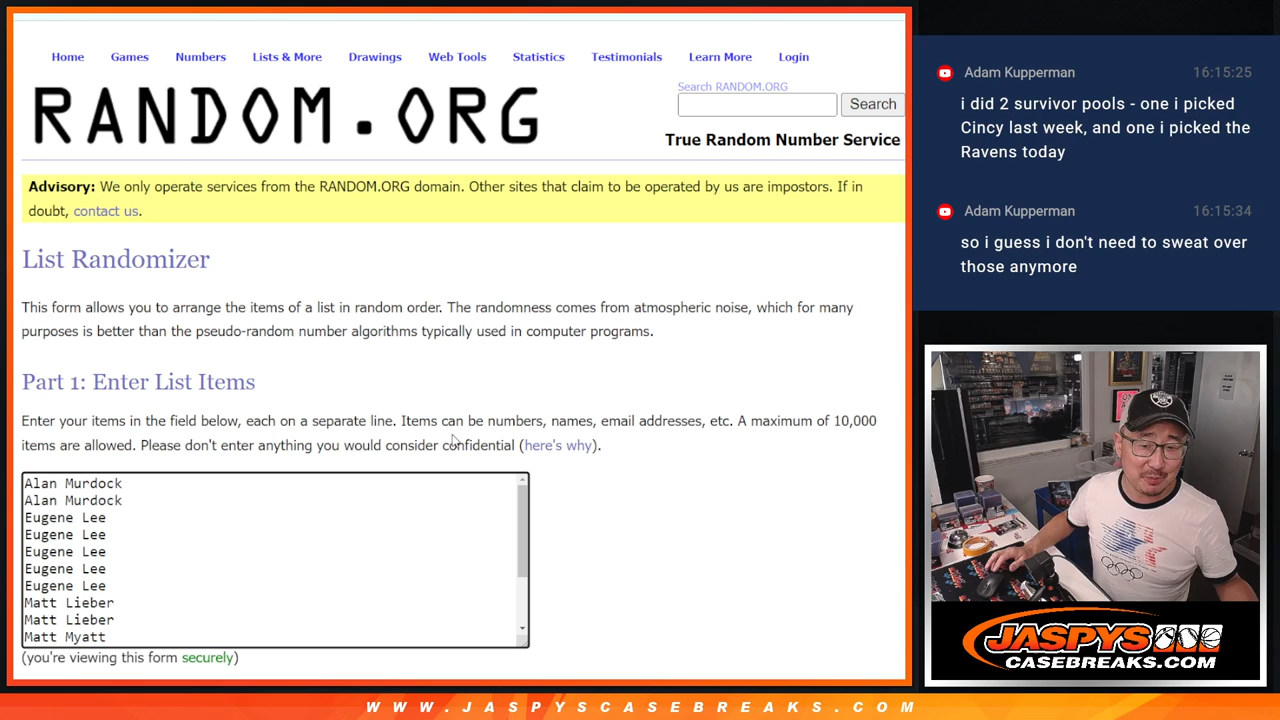 Home Games Numbers Lists & More Drawings Web Tools Statistics Testimonials Learn More Login
RANDOM.ORG
Search RANDOM.ORG
Search
True Random Number Service
Advisory: We only operate services from the RANDOM.ORG domain. Other sites that claim to be operated by us are impostors. If in
doubt, contact us.
List Randomizer
This form allows you to arrange the items of a list in random order. The randomness comes from atmospheric noise, which for many
purposes is better than the pseudo-random number algorithms typically used in computer programs.
Part 1: Enter List Items
Enter your items in the field below, each on a separate line. Items can be numbers, names, email addresses, etc. A maximum of 10,000
items are allowed. Please don't enter anything you would consider confidential (here's why).
Alan Murdock
Alan Murdock
Eugene Lee
Eugene Lee
Eugene Lee
Eugene Lee
Eugene Lee
Matt Lieber
Matt Lieber
Matt Myatt
(you're viewing this form securely)
Adam Kupperman 16:15:25
i did 2 survivor pools - one i picked
Cincy last week, and one i picked the
Ravens today
Adam Kupperman 16:15:34
so i guess i don't need to sweat over
those anymore
JASPYS
CASEBREAKS.COM
WWW.JASPYSCASEBREAKS.COM